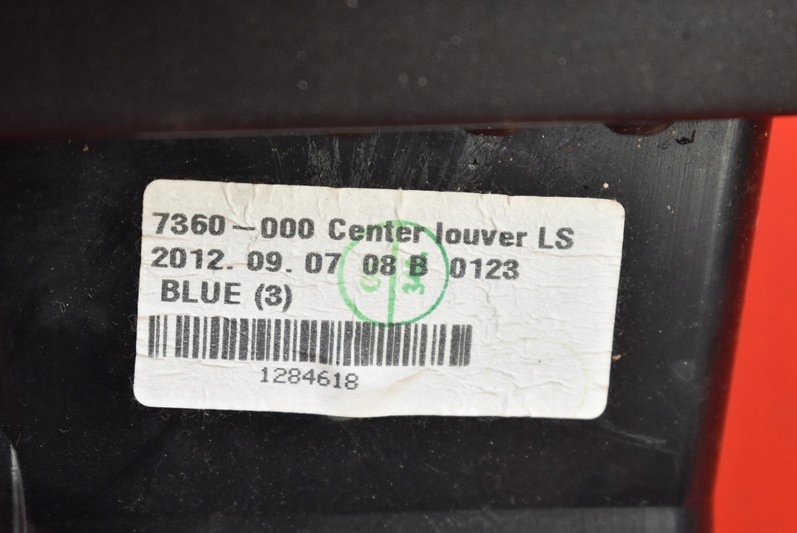 7360-000 Center louver LS
2012. 09. 07 08 B 0123
BLUE (3)
1284618